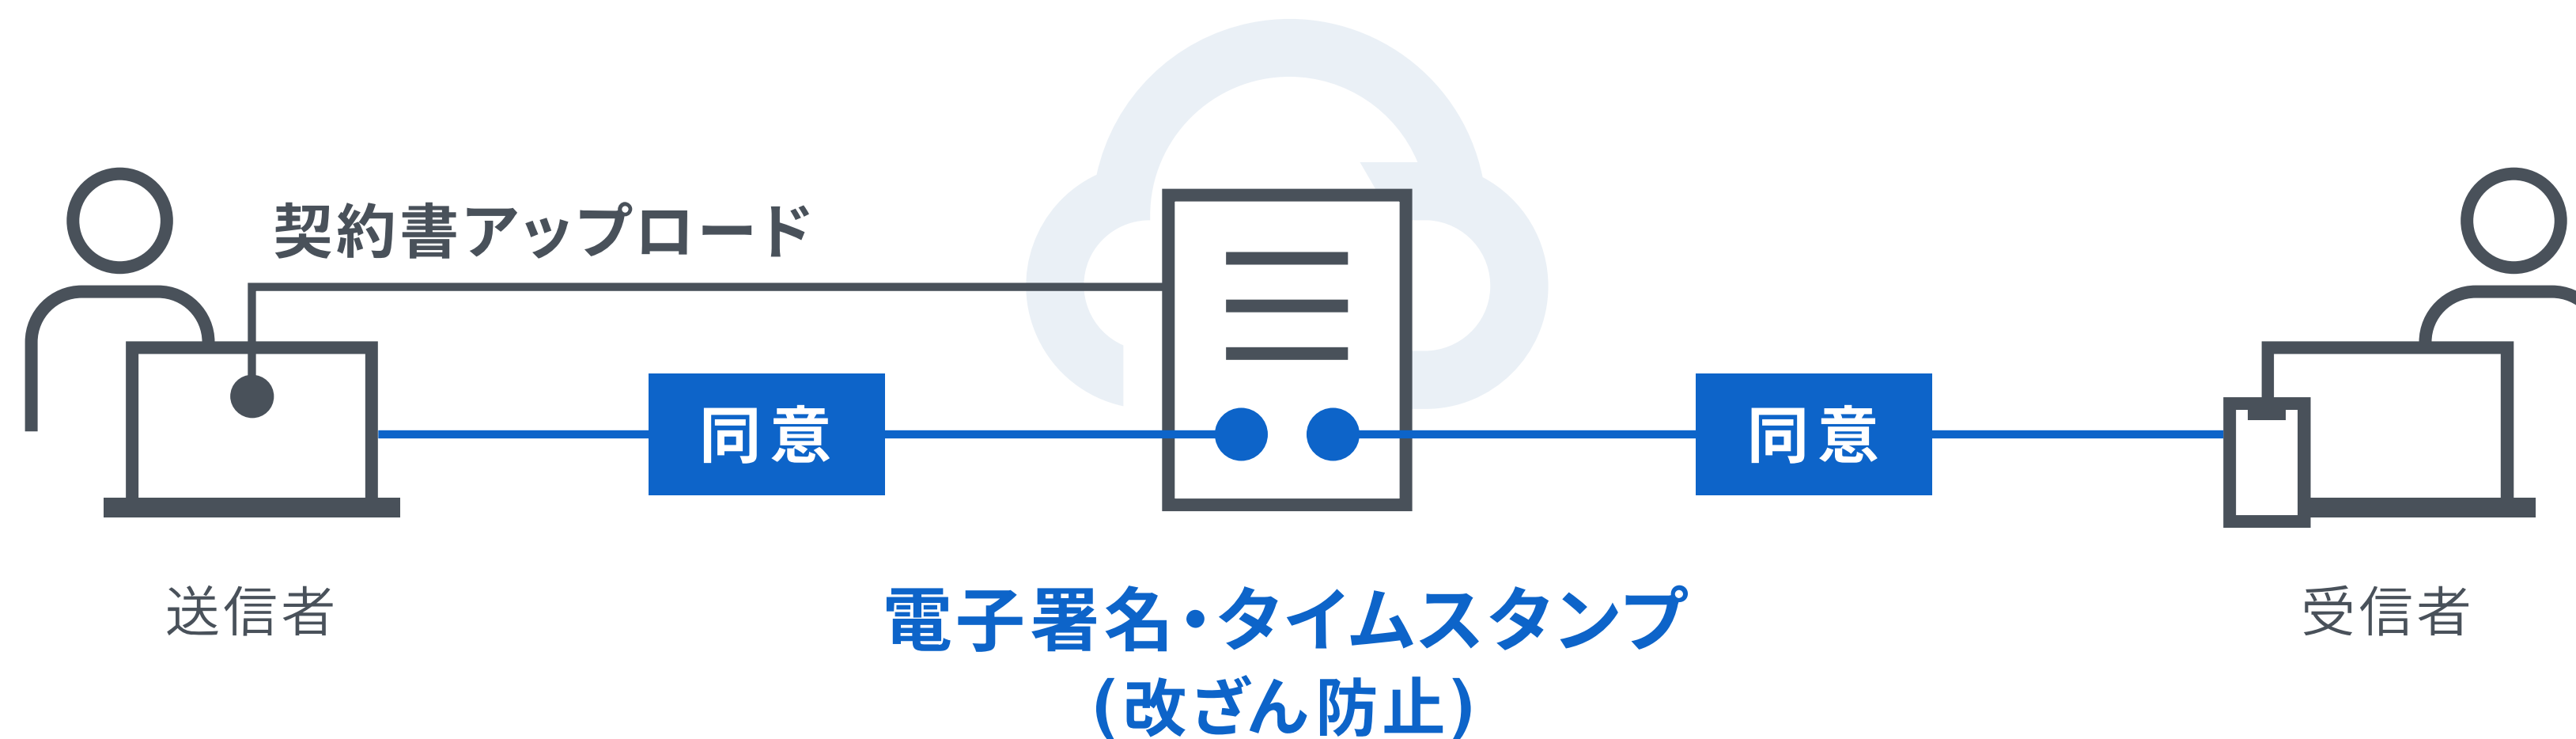 契約書アップロード
同意
同意
送信者
電子署名・タイムスタンプ
(改ざん防止)
受信者